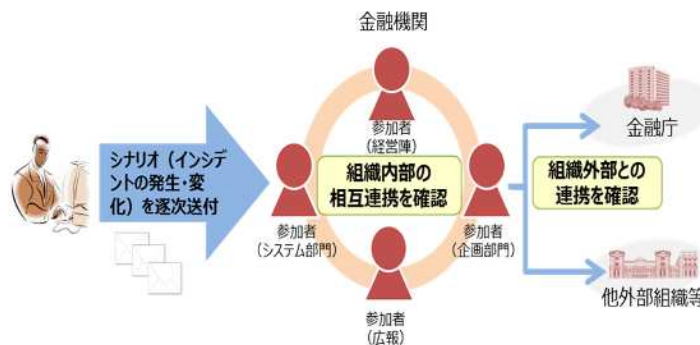 金融機関
参加者
(経営陣)
シナリオ（インシデ
ントの発生・変
化）を逐次送付
組織内部の
相互連携を確認
参加者
(システム部門)
参加者
(企画部門)
参加者
(広報)
組織外部との
連携を確認
金融庁
他外部組織等